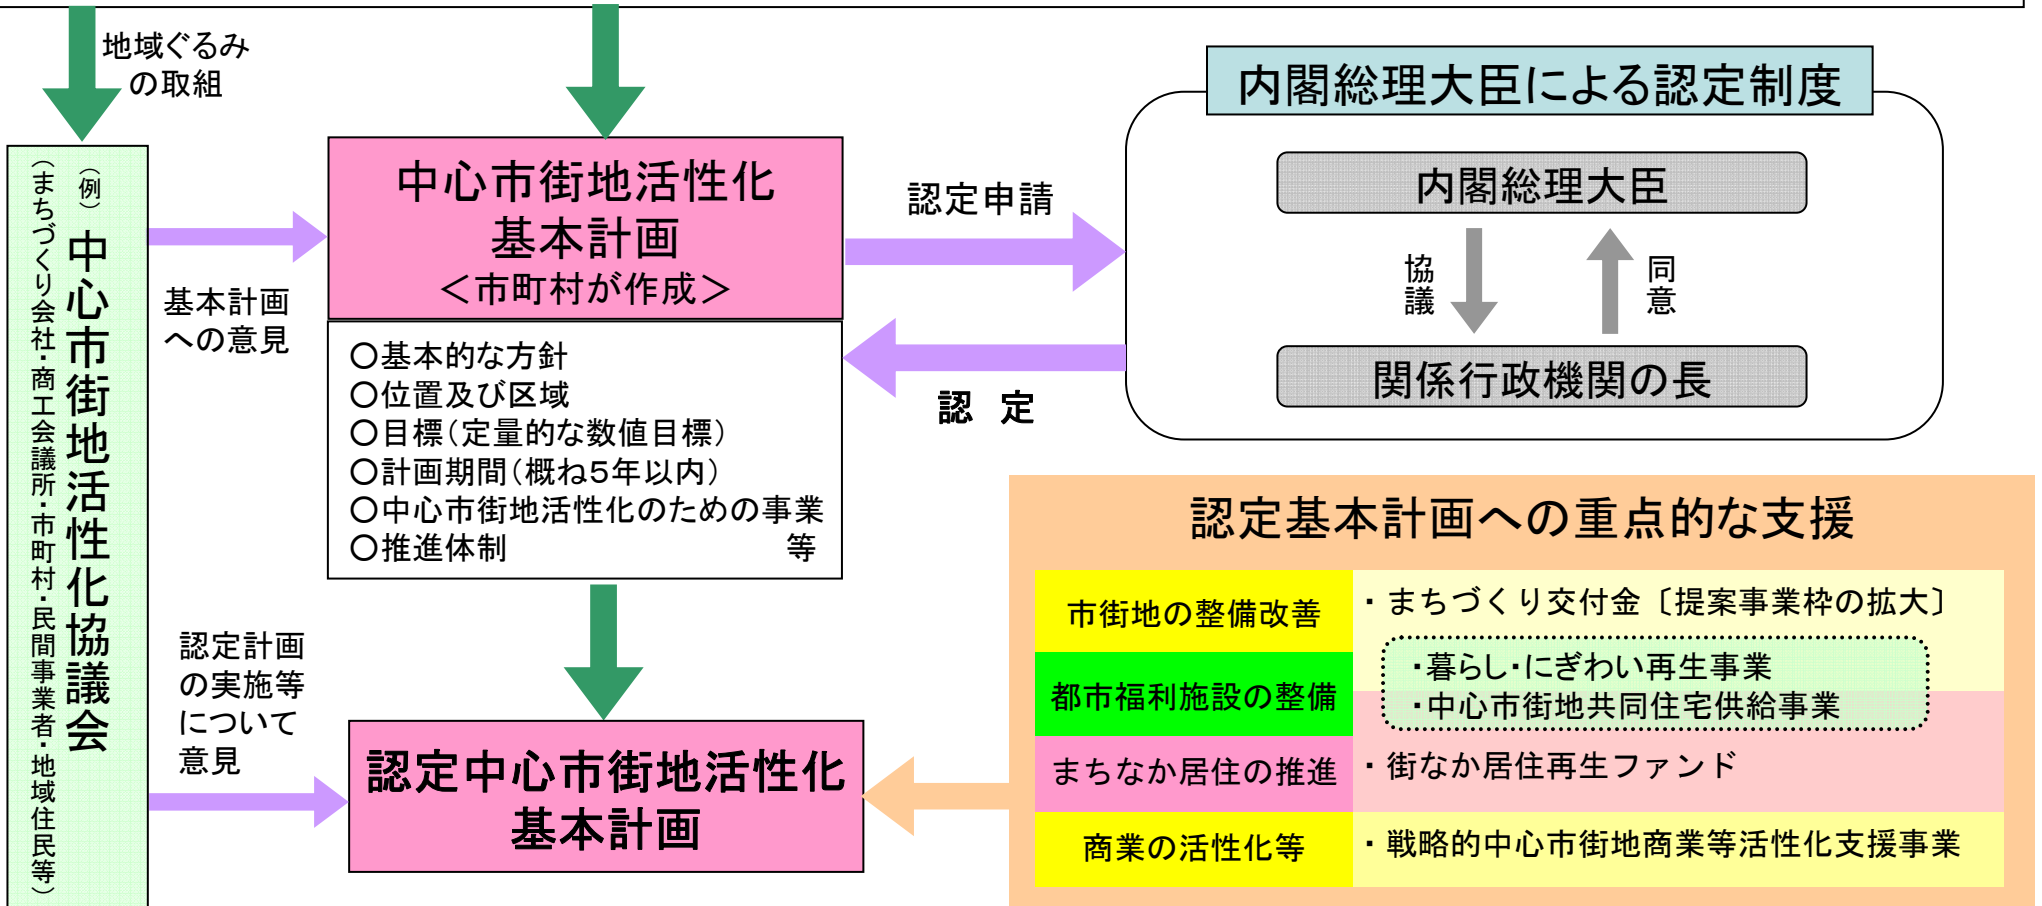 地域ぐるみ
の取組
（例）
中心市街地活性化協議会
（まちづくり会社・商工会議所・市町村・民間事業者・地域住民等）
基本計画
への意見
認定計画
の実施等
について
意見
中心市街地活性化
基本計画
＜市町村が作成＞
○基本的な方針
○位置及び区域
○目標（定量的な数値目標）
○計画期間（概ね５年以内）
○中心市街地活性化のための事業
○推進体制　等
認定申請
認　定
内閣総理大臣による認定制度
内閣総理大臣
協議
同意
関係行政機関の長
認定中心市街地活性化
基本計画
認定基本計画への重点的な支援
市街地の整備改善
・まちづくり交付金〔提案事業枠の拡大〕
・暮らし・にぎわい再生事業
・中心市街地共同住宅供給事業
都市福利施設の整備
まちなか居住の推進
・街なか居住再生ファンド
商業の活性化等
・戦略的中心市街地商業等活性化支援事業